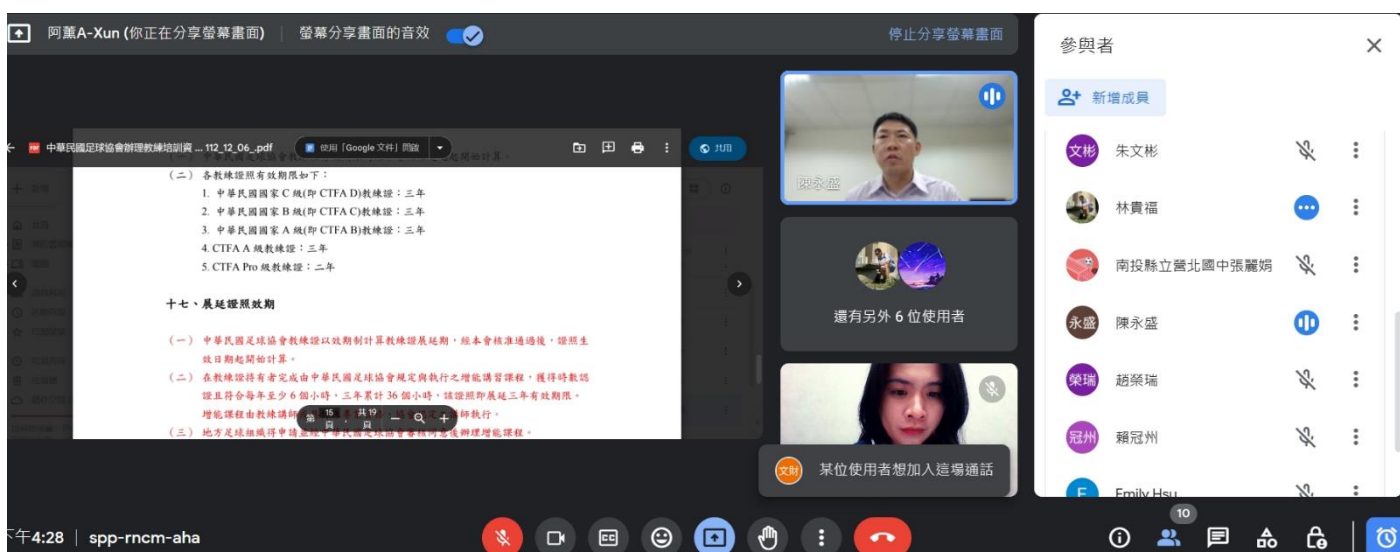 阿薰A-Xun (你正在分享螢幕畫面)
螢幕分享畫面的音效
停止分享螢幕畫面
中華民國足球協會辦理教練培訓資 ... 112_12_06_.pdf
使用「Google 文件」開啟
共用
(二) 各教練證照有效期限如下：
1. 中華民國國家 C 級(即 CTFA D)教練證：三年
2. 中華民國國家 B 級(即 CTFA C)教練證：三年
3. 中華民國國家 A 級(即 CTFA B)教練證：三年
4. CTFA A 級教練證：三年
5. CTFA Pro 級教練證：二年
十七、展延證照效期
(一) 中華民國足球協會教練證以效期制計算教練證展延期，經本會核准通過後，證照生
效日期起開始計算。
(二) 在教練證持有者完成由中華民國足球協會規定與執行之增能講習課程，獲得時數認
證且符合每年至少 6 個小時，三年累計 36 個小時，該證照即展延三年有效期限。
增能課程由教練講師
師執行。
(三) 地方足球組織得申請並經中華民國足球協會審核同意後辦理增能課程。
第 15 頁，共 19 頁
陳永盛
還有另外 6 位使用者
文財
某位使用者想加入這場通話
參與者
新增成員
文彬 朱文彬
林貴福
南投縣立營北國中張麗娟
永盛 陳永盛
榮瑞 趙榮瑞
冠州 賴冠州
E Emily Hsu
下午4:28 | spp-rncm-aha
10